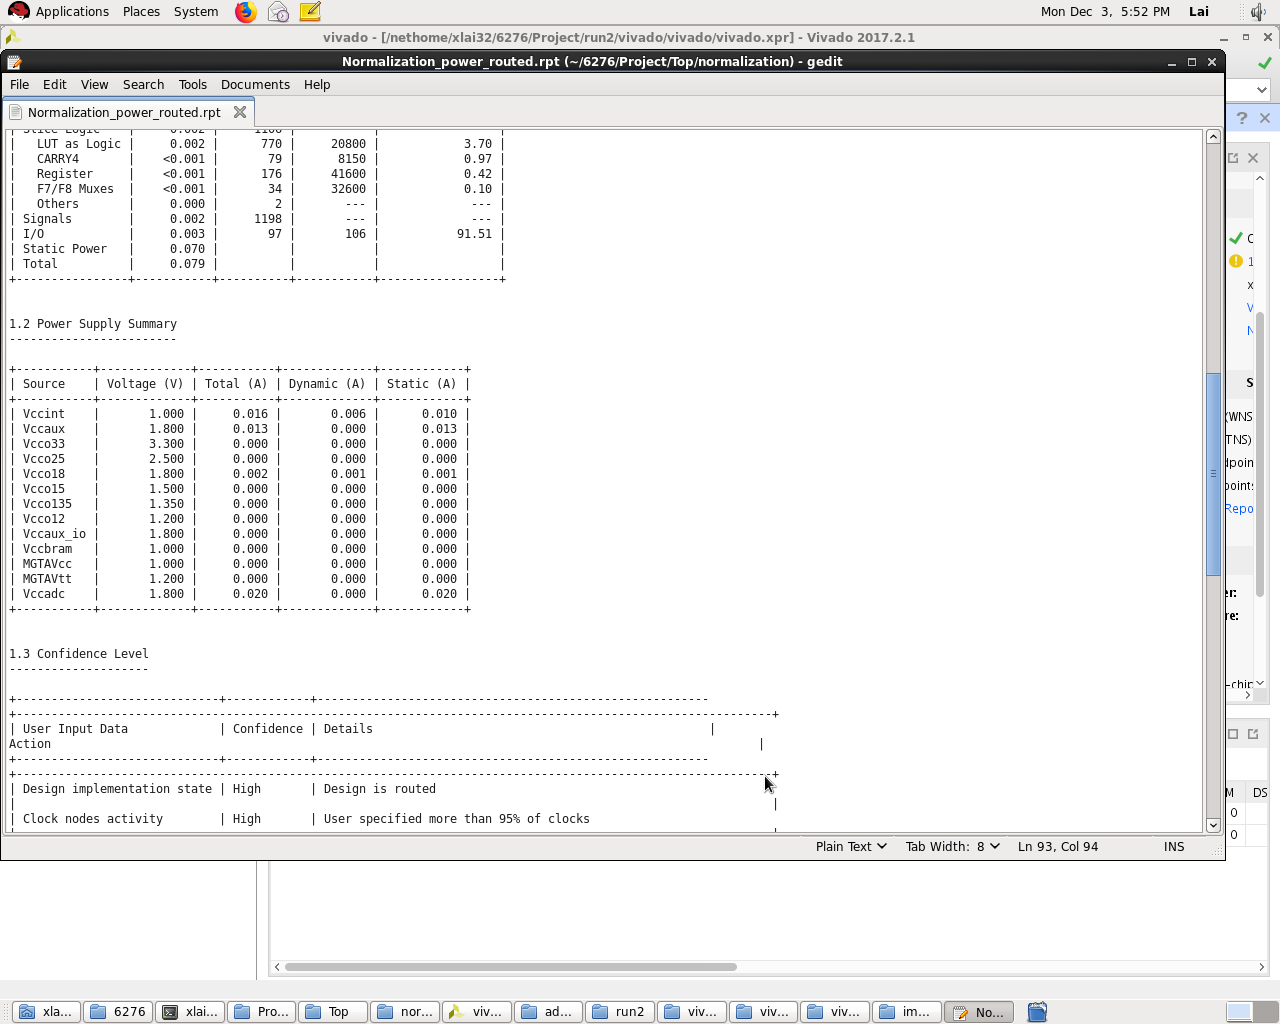 Applications Places System Mon Dec 3, 5:52 PM Lai
vivado - [/nethome/xlai32/6276/Project/run2/vivado/vivado/vivado.xpr] - Vivado 2017.2.1
Normalization_power_routed.rpt (~/6276/Project/Top/normalization) - gedit
File Edit View Search Tools Documents Help
Normalization_power_routed.rpt
| LUT as Logic | 0.002 | 770 | 20800 | 3.70 |
| CARRY4 | <0.001 | 79 | 8150 | 0.97 |
| Register | <0.001 | 176 | 41600 | 0.42 |
| F7/F8 Muxes | <0.001 | 34 | 32600 | 0.10 |
| Others | 0.000 | 2 | --- | --- |
| Signals | 0.002 | 1198 | --- | --- |
| I/O | 0.003 | 97 | 106 | 91.51 |
| Static Power | 0.070 | | | |
| Total | 0.079 | | | |
+---------------+-----------+----------+-----------+-----------------+
1.2 Power Supply Summary
------------------------
+-----------+-------------+-----------+-------------+------------+
| Source | Voltage (V) | Total (A) | Dynamic (A) | Static (A) |
+-----------+-------------+-----------+-------------+------------+
| Vccint | 1.000 | 0.016 | 0.006 | 0.010 |
| Vccaux | 1.800 | 0.013 | 0.000 | 0.013 |
| Vcco33 | 3.300 | 0.000 | 0.000 | 0.000 |
| Vcco25 | 2.500 | 0.000 | 0.000 | 0.000 |
| Vcco18 | 1.800 | 0.002 | 0.001 | 0.001 |
| Vcco15 | 1.500 | 0.000 | 0.000 | 0.000 |
| Vcco135 | 1.350 | 0.000 | 0.000 | 0.000 |
| Vcco12 | 1.200 | 0.000 | 0.000 | 0.000 |
| Vccaux_io | 1.800 | 0.000 | 0.000 | 0.000 |
| Vccbram | 1.000 | 0.000 | 0.000 | 0.000 |
| MGTAVcc | 1.000 | 0.000 | 0.000 | 0.000 |
| MGTAVtt | 1.200 | 0.000 | 0.000 | 0.000 |
| Vccadc | 1.800 | 0.020 | 0.000 | 0.020 |
+-----------+-------------+-----------+-------------+------------+
1.3 Confidence Level
--------------------
+-----------------------------+------------+--------------------------------------------------------
+-------------------------------------------------------------------------------------------------------------+
| User Input Data | Confidence | Details |
Action |
+-----------------------------+------------+--------------------------------------------------------
+-------------------------------------------------------------------------------------------------------------+
| Design implementation state | High | Design is routed
| |
| Clock nodes activity | High | User specified more than 95% of clocks
Plain Text Tab Width: 8 Ln 93, Col 94 INS
(WNS
TNS)
dpoin
Repo
er:
re:
-chip
M DS
0
0
xla... 6276 xlai... Pro... Top nor... viv... ad... run2 viv... viv... viv... im... No...